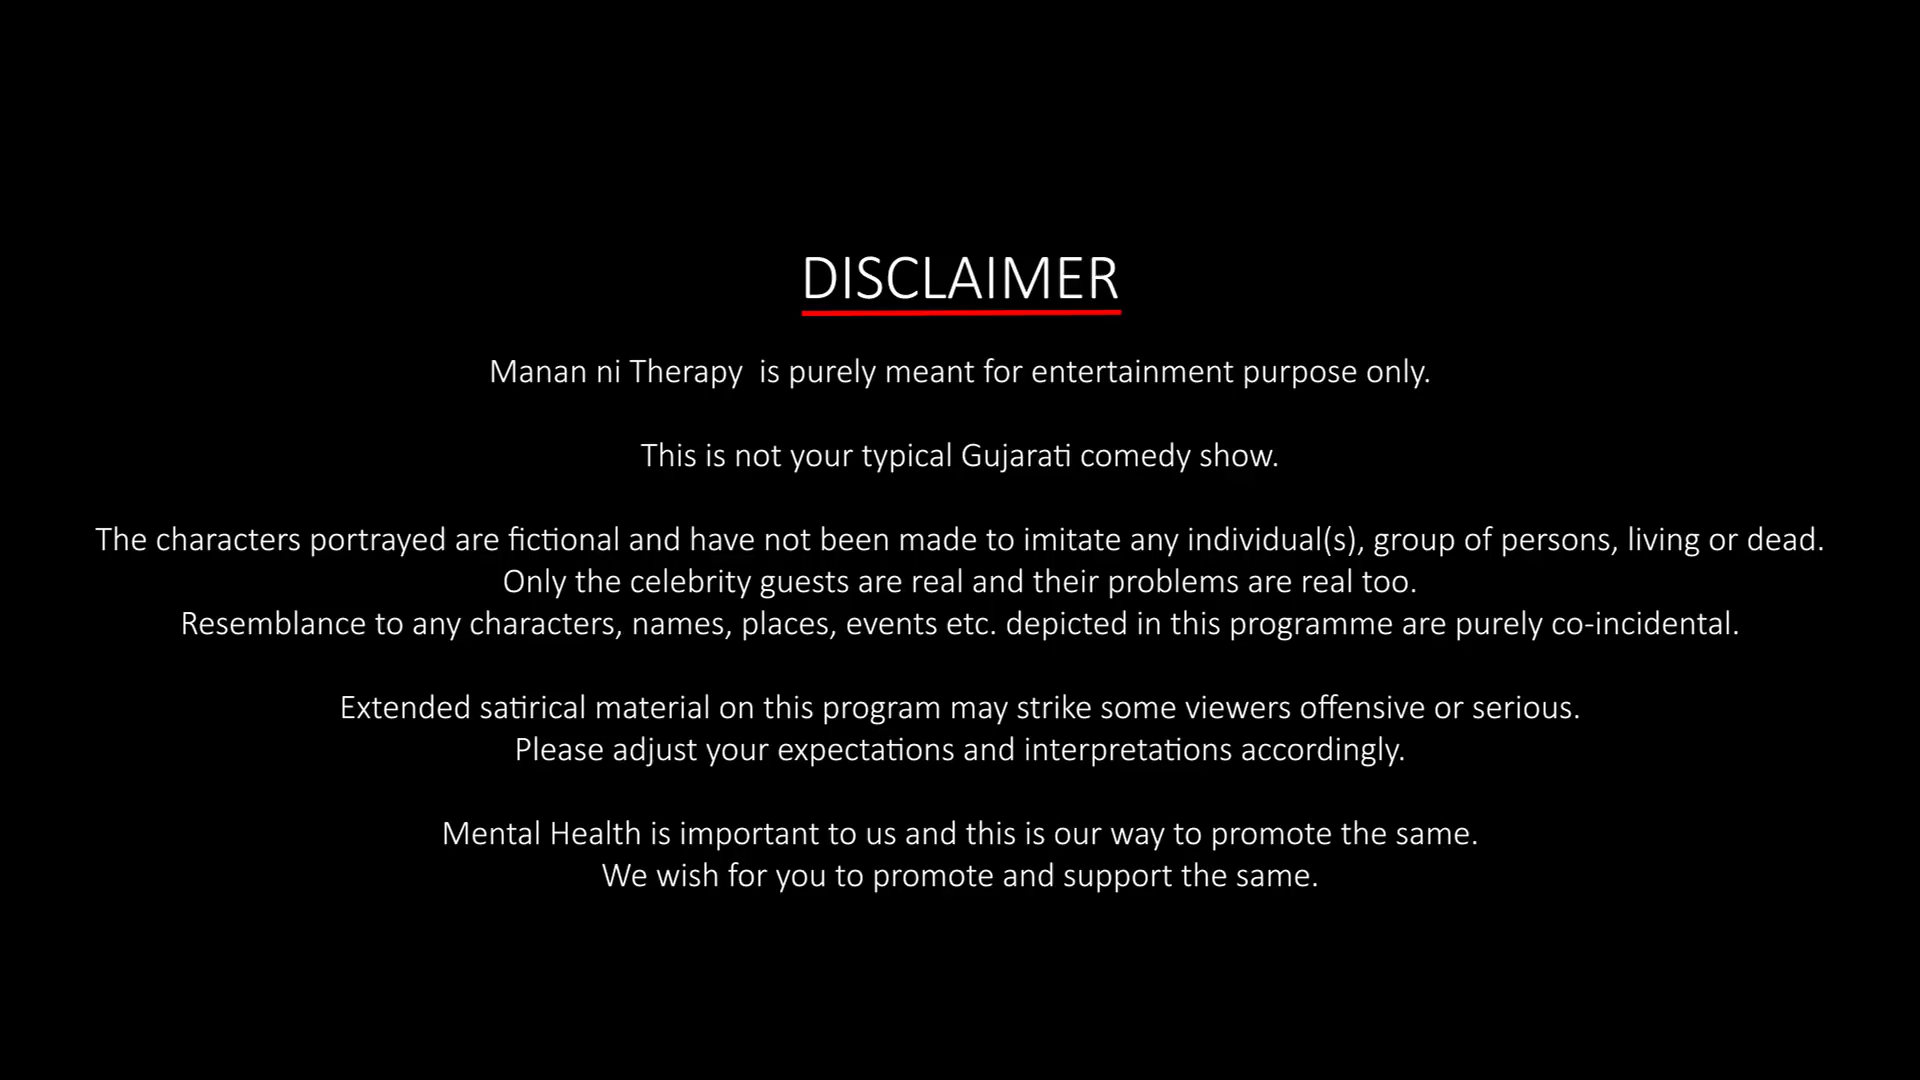 DISCLAIMER
Manan ni Therapy  is purely meant for entertainment purpose only.
This is not your typical Gujarati comedy show.
The characters portrayed are fictional and have not been made to imitate any individual(s), group of persons, living or dead.
Only the celebrity guests are real and their problems are real too.
Resemblance to any characters, names, places, events etc. depicted in this programme are purely co-incidental.
Extended satirical material on this program may strike some viewers offensive or serious.
Please adjust your expectations and interpretations accordingly.
Mental Health is important to us and this is our way to promote the same.
We wish for you to promote and support the same.